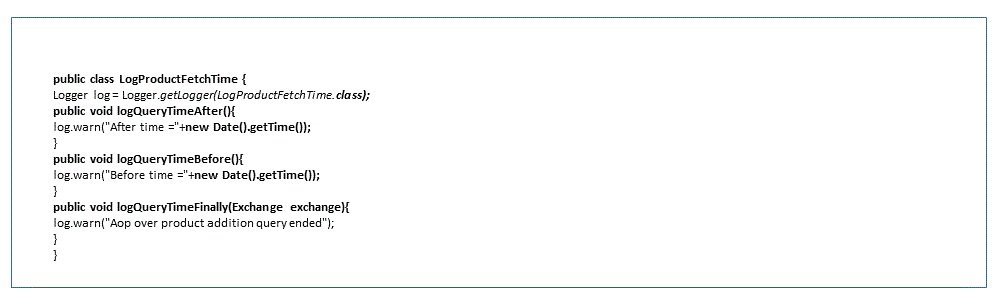 public class LogProductFetchTime {
Logger log = Logger.getLogger(LogProductFetchTime.class);
public void logQueryTimeAfter(){
log.warn("After time ="+new Date().getTime());
}
public void logQueryTimeBefore(){
log.warn("Before time ="+new Date().getTime());
}
public void logQueryTimeFinally(Exchange exchange){
log.warn("Aop over product addition query ended");
}
}